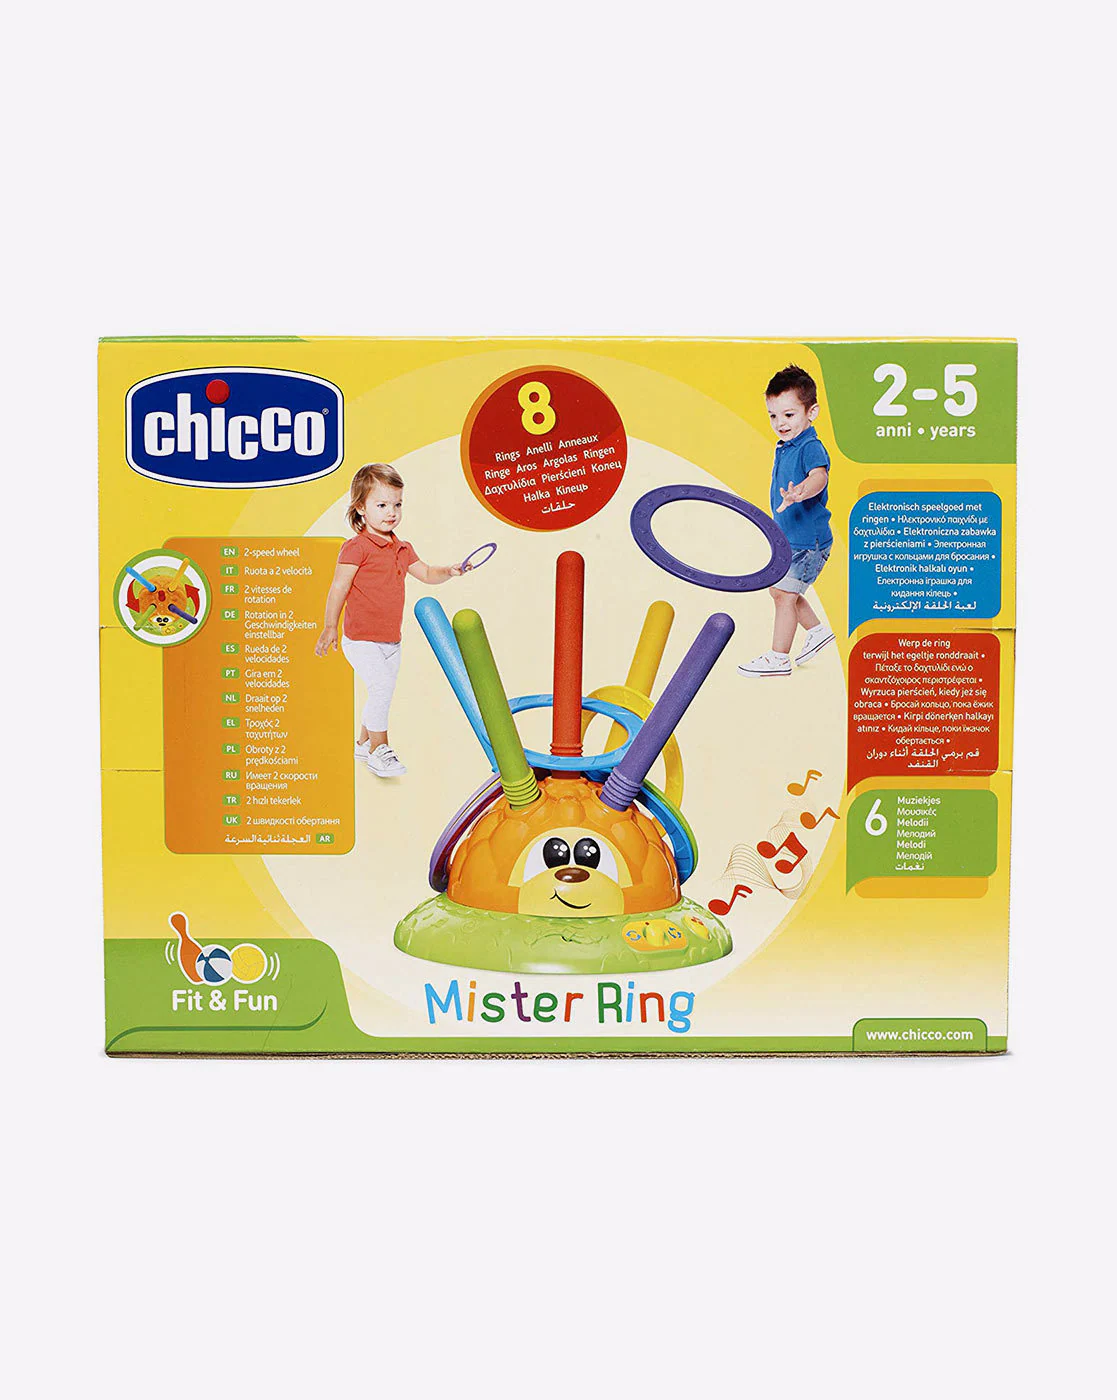 chicco
8
Rings Anelli Anneaux
Ringe Aros Argolas Ringen
Δαχτυλίδια Pierścieni Колец
Halka Кілець
حلقات
2-5
anni • years
EN 2-speed wheel
IT Ruota a 2 velocità
FR 2 vitesses de
rotation
DE Rotation in 2
Geschwindigkeiten
einstellbar
ES Rueda de 2
velocidades
PT Gira em 2
velocidades
NL Draait op 2
snelheden
EL Τροχός 2
ταχυτήτων
PL Obroty z 2
prędkościami
RU Имеет 2 скорости
вращения
TR 2 hızlı tekerlek
UK 2 швидкості обертання
العجلة ثنائية السرعة AR
Elektronisch speelgoed met
ringen • Ηλεκτρονικό παιχνίδι με
δαχτυλίδια • Elektroniczna zabawka
z pierścieniami • Электронная
игрушка с кольцами для бросания •
Elektronik halkalı oyun •
Електронна іграшка для
кидання кілець •
لعبة الحلقة الإلكترونية
Werp de ring
terwijl het egeltje ronddraait •
Πέταξε το δαχτυλίδι ενώ ο
σκαντζόχοιρος περιστρέφεται •
Wyrzuca pierścień, kiedy jeż się
obraca • Бросай кольцо, пока ёжик
вращается • Kirpi dönerken halkayı
atınız • Кидай кільце, поки їжачок
обертається •
قم برمي الحلقة أثناء دوران
القنفد
6
Muziekjes
Μουσικές
Melodii
Мелодий
Melodi
Мелодій
نغمات
Fit & Fun
Mister Ring
www.chicco.com